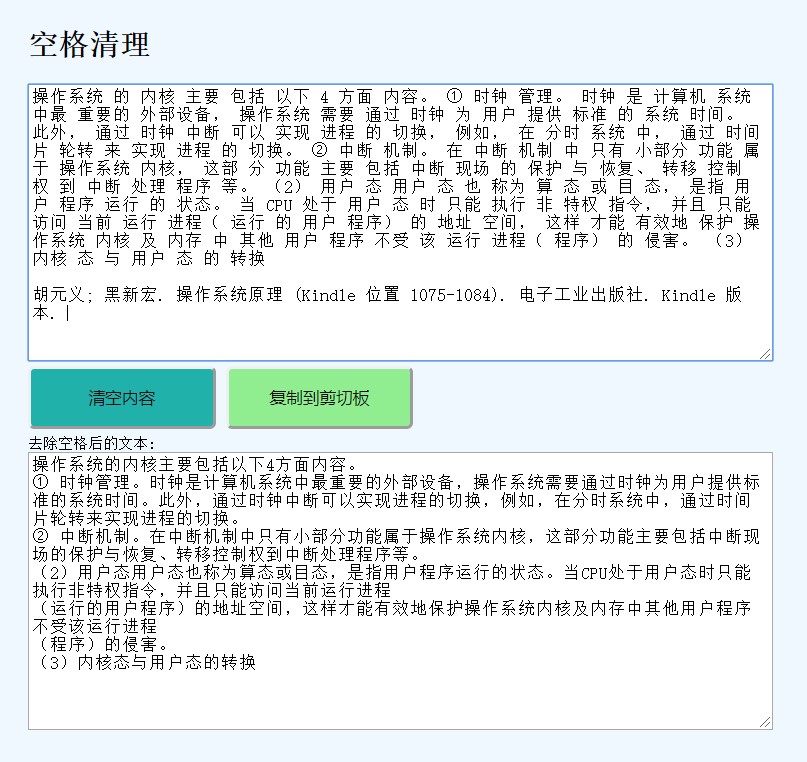 空格清理
操作系统 的 内核 主要 包括 以下 4 方面 内容。 ① 时钟 管理。 时钟 是 计算机 系统
中最 重要的 外部设备， 操作系统 需要 通过 时钟 为 用户 提供 标准 的 系统 时间。
此外， 通过 时钟 中断 可以 实现 进程 的 切换， 例如， 在 分时 系统 中， 通过 时间
片 轮转 来 实现 进程 的 切换。 ② 中断 机制。 在 中断 机制 中 只有 小部分 功能 属
于 操作系统 内核， 这部 分 功能 主要 包括 中断 现场 的 保护 与 恢复、 转移 控制
权 到 中断 处理 程序 等。 （2） 用户 态 用户 态 也 称为 算 态 或 目 态， 是指 用
户 程序 运行 的 状态。 当 CPU 处于 用户 态 时 只能 执行 非 特权 指令， 并且 只能
访问 当前 运行 进程（ 运行 的 用户 程序） 的 地址 空间， 这样 才能 有效地 保护 操
作系统 内核 及 内存 中 其他 用户 程序 不受 该 运行 进程（ 程序） 的 侵害。 （3）
内核 态 与 用户 态 的 转换
胡元义; 黑新宏. 操作系统原理 (Kindle 位置 1075-1084). 电子工业出版社. Kindle 版
本.
清空内容
复制到剪切板
去除空格后的文本:
操作系统的内核主要包括以下4方面内容。
① 时钟管理。时钟是计算机系统中最重要的外部设备，操作系统需要通过时钟为用户提供标
准的系统时间。此外，通过时钟中断可以实现进程的切换，例如，在分时系统中，通过时间
片轮转来实现进程的切换。
② 中断机制。在中断机制中只有小部分功能属于操作系统内核，这部分功能主要包括中断现
场的保护与恢复、转移控制权到中断处理程序等。
（2）用户态用户态也称为算态或目态，是指用户程序运行的状态。当CPU处于用户态时只能
执行非特权指令，并且只能访问当前运行进程
（运行的用户程序）的地址空间，这样才能有效地保护操作系统内核及内存中其他用户程序
不受该运行进程
（程序）的侵害。
（3）内核态与用户态的转换